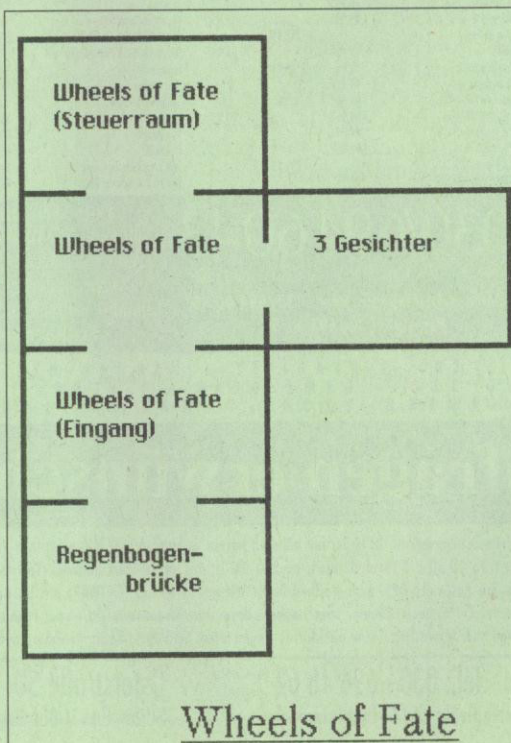 Wheels of Fate
(Steuerraum)
Wheels of Fate
3 Gesichter
Wheels of Fate
(Eingang)
Regenbogen-
brücke
Wheels of Fate